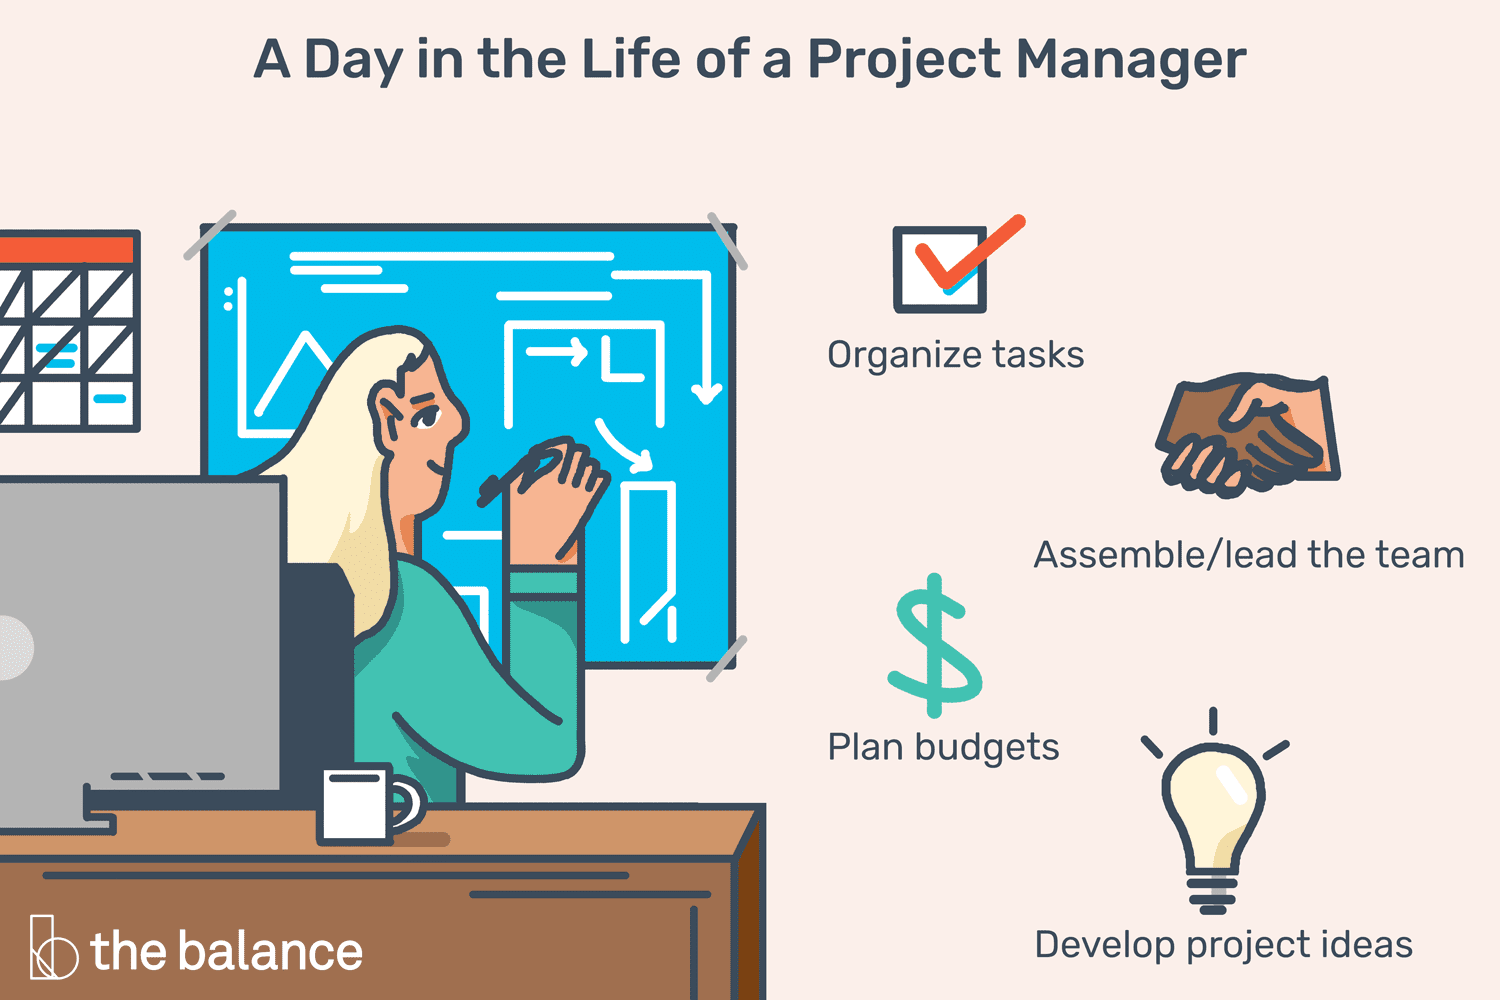 A Day in the Life of a Project Manager
Organize tasks
Assemble/lead the team
Plan budgets
Develop project ideas
the balance